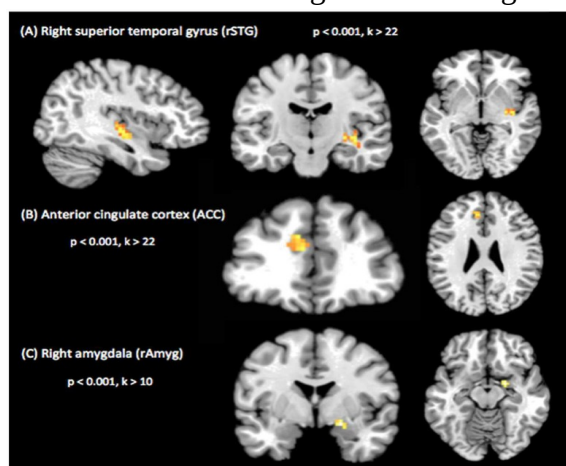 (A) Right superior temporal gyrus (rSTG) p < 0.001, k > 22
(B) Anterior cingulate cortex (ACC)
p < 0.001, k > 22
(C) Right amygdala (rAmyg)
p < 0.001, k > 10